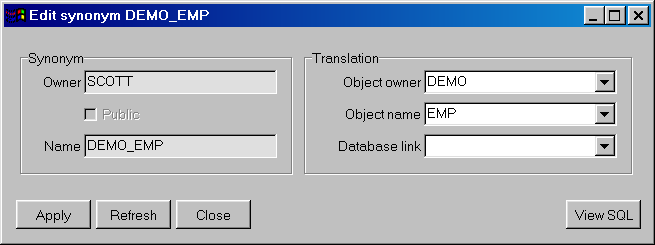 Edit synonym DEMO_EMP
Synonym
Owner SCOTT
Public
Name DEMO_EMP
Translation
Object owner DEMO
Object name EMP
Database link
Apply Refresh Close View SQL